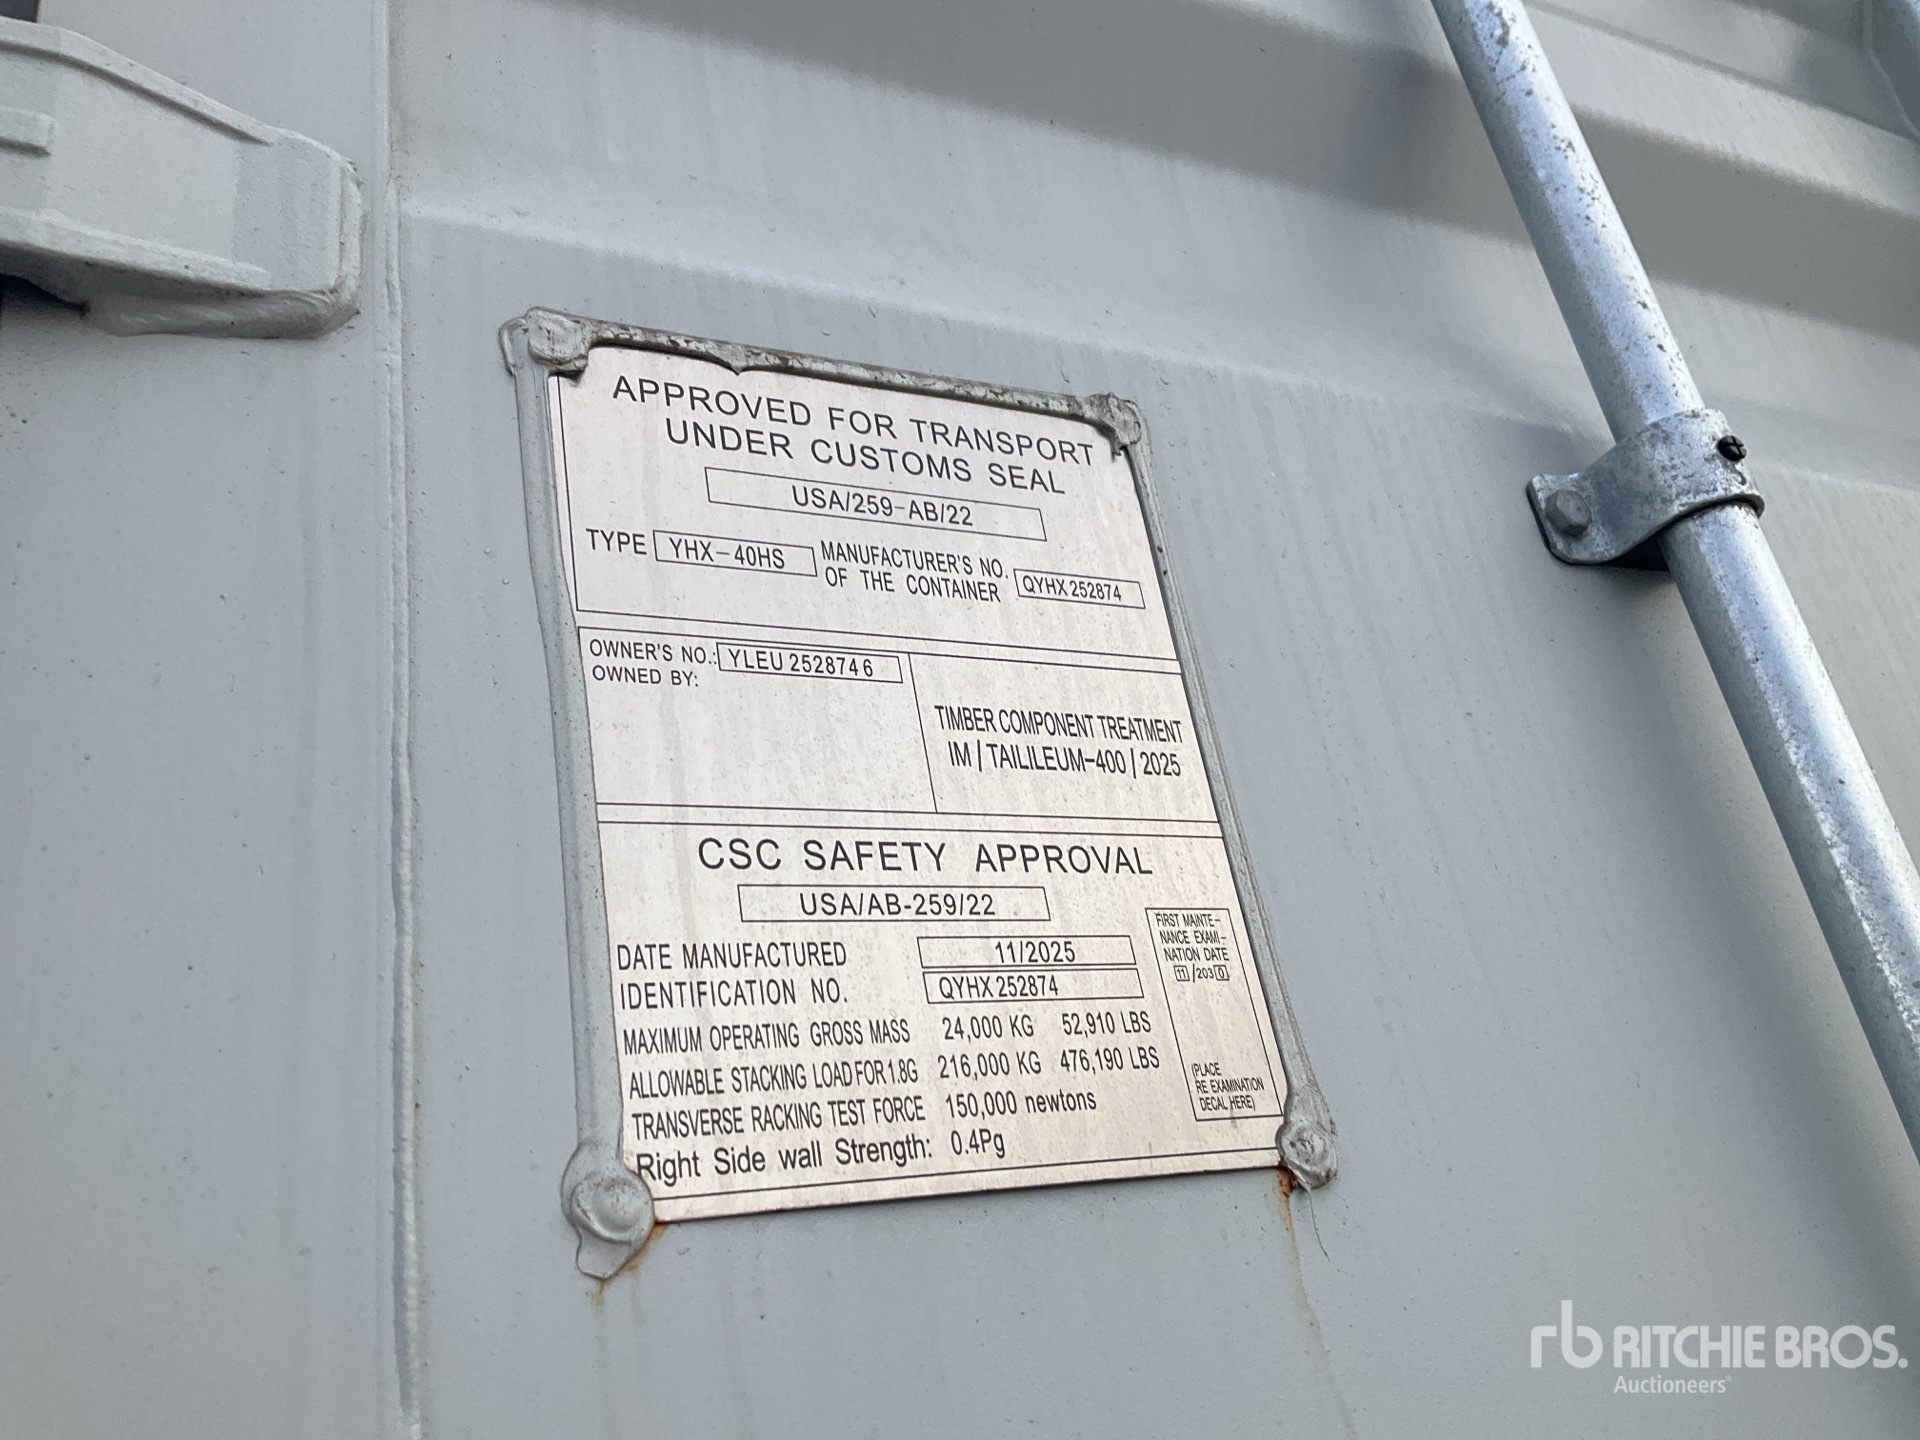 APPROVED FOR TRANSPORT
UNDER CUSTOMS SEAL
USA/259-AB/22
TYPE YHX-40HS MANUFACTURER'S NO. OF THE CONTAINER QYHX 252874
OWNER'S NO.: YLEU 2528746
OWNED BY:
TIMBER COMPONENT TREATMENT
IM | TAILILEUM-400 | 2025
CSC SAFETY APPROVAL
USA/AB-259/22
DATE MANUFACTURED 11/2025
IDENTIFICATION NO. QYHX 252874
MAXIMUM OPERATING GROSS MASS 24,000 KG 52,910 LBS
ALLOWABLE STACKING LOAD FOR 1.8G 216,000 KG 476,190 LBS
TRANSVERSE RACKING TEST FORCE 150,000 newtons
Right Side wall Strength: 0.4Pg
FIRST MAINTE-
NANCE EXAMI-
NATION DATE
11/2030
(PLACE
RE EXAMINATION
DECAL HERE)
rb RITCHIE BROS.
Auctioneers